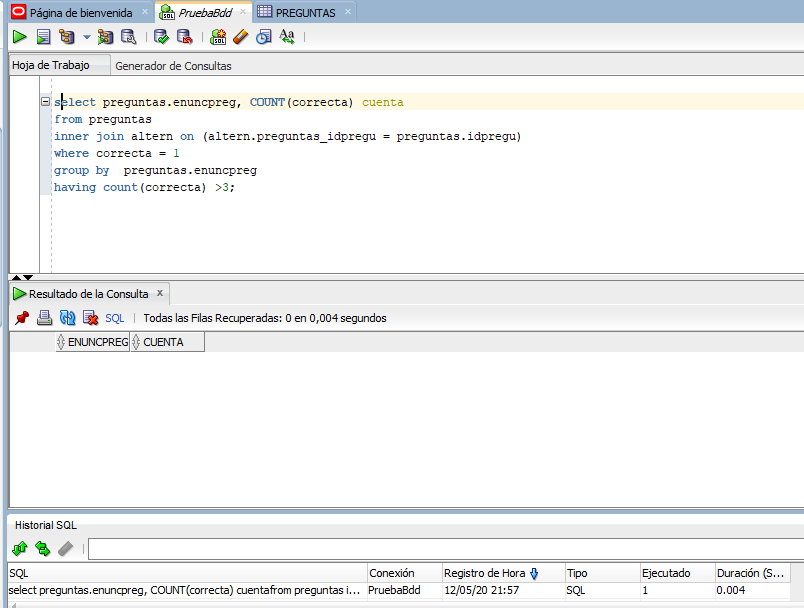 Página de bienvenida × PruebaBdd × PREGUNTAS ×
SQL SQL Aa
Hoja de Trabajo Generador de Consultas
select preguntas.enuncpreg, COUNT(correcta) cuenta
from preguntas
inner join altern on (altern.preguntas_idpregu = preguntas.idpregu)
where correcta = 1
group by preguntas.enuncpreg
having count(correcta) >3;
Resultado de la Consulta ×
SQL | Todas las Filas Recuperadas: 0 en 0,004 segundos
ENUNCPREG CUENTA
Historial SQL
SQL Conexión Registro de Hora Tipo Ejecutado Duración (S...
select preguntas.enuncpreg, COUNT(correcta) cuentafrom preguntas i... PruebaBdd 12/05/20 21:57 SQL 1 0.004